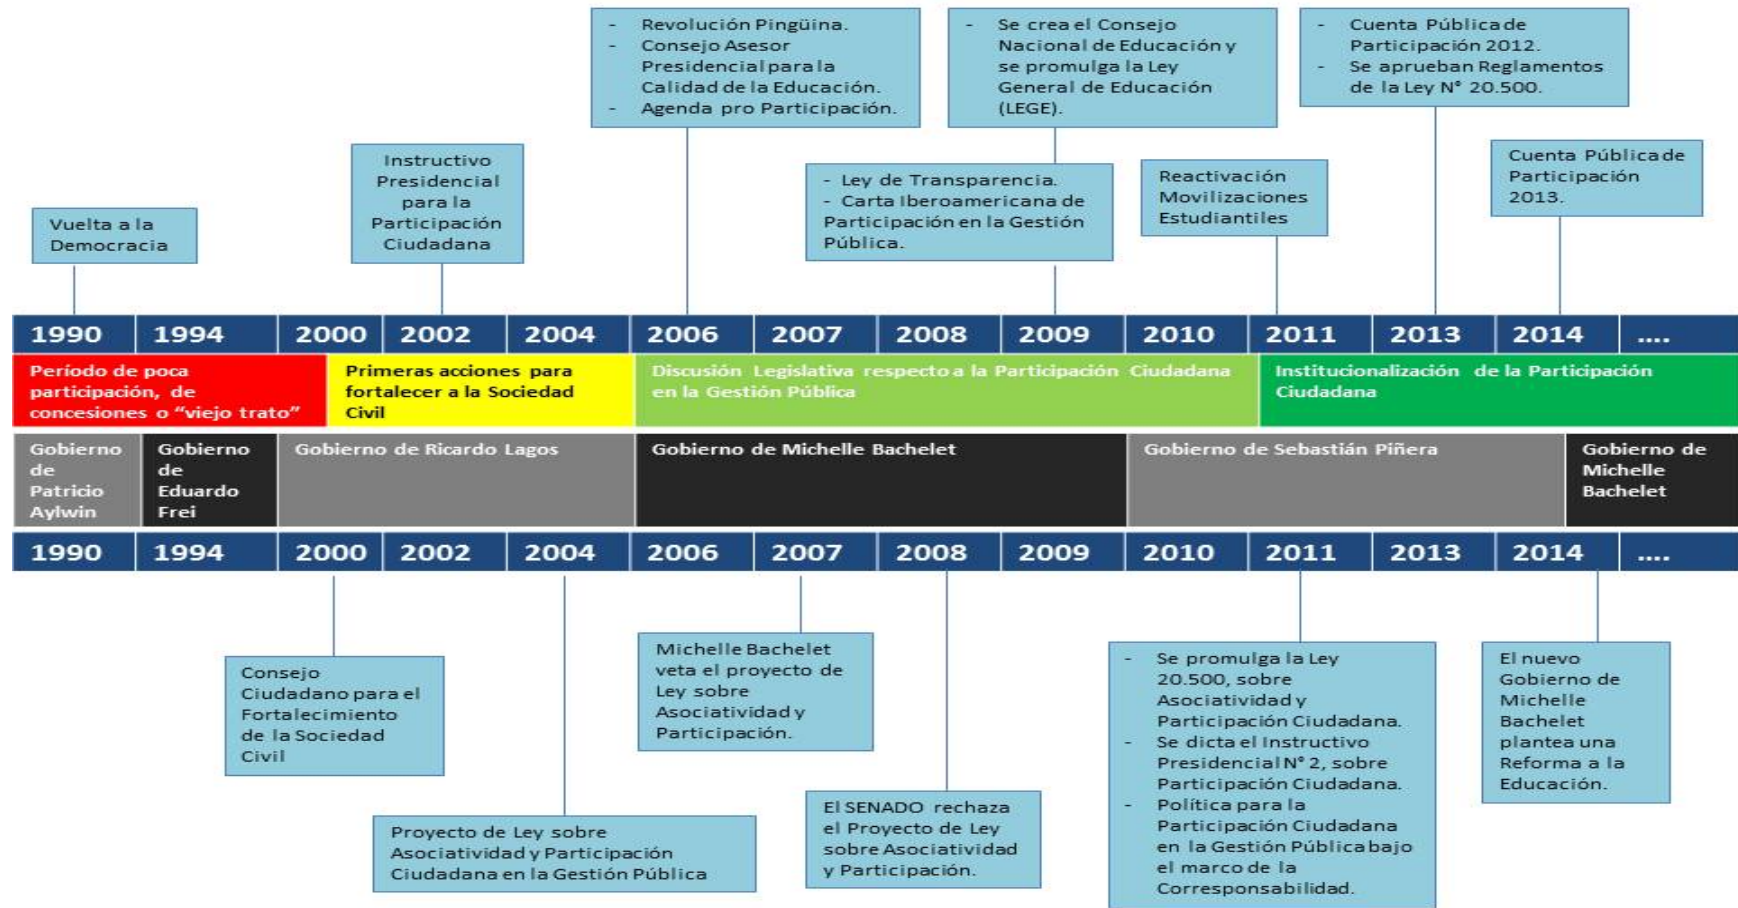 - Revolución Pingüina.
- Consejo Asesor
Presidencial para la
Calidad de la Educación.
- Agenda pro Participación.
- Se crea el Consejo
Nacional de Educación y
se promulga la Ley
General de Educación
(LEGE).
- Cuenta Pública de
Participación 2012.
- Se aprueban Reglamentos
de la Ley N° 20.500.
Vuelta a la
Democracia
Instructivo
Presidencial
para la
Participación
Ciudadana
- Ley de Transparencia.
- Carta Iberoamericana de
Participación en la Gestión
Pública.
Reactivación
Movilizaciones
Estudiantiles
Cuenta Pública de
Participación
2013.
1990 1994 2000 2002 2004 2006 2007 2008 2009 2010 2011 2013 2014 ....
Período de poca
participación, de
concesiones o “viejo trato”
Primeras acciones para
fortalecer a la Sociedad
Civil
Discusión Legislativa respecto a la Participación Ciudadana
en la Gestión Pública
Institucionalización de la Participación
Ciudadana
Gobierno
de
Patricio
Aylwin
Gobierno
de
Eduardo
Frei
Gobierno de Ricardo Lagos
Gobierno de Michelle Bachelet
Gobierno de Sebastián Piñera
Gobierno de
Michelle
Bachelet
1990 1994 2000 2002 2004 2006 2007 2008 2009 2010 2011 2013 2014 ....
Consejo
Ciudadano para el
Fortalecimiento
de la Sociedad
Civil
Proyecto de Ley sobre
Asociatividad y Participación
Ciudadana en la Gestión Pública
Michelle Bachelet
veta el proyecto de
Ley sobre
Asociatividad y
Participación.
El SENADO rechaza
el Proyecto de Ley
sobre Asociatividad
y Participación.
- Se promulga la Ley
20.500, sobre
Asociatividad y
Participación Ciudadana.
- Se dicta el Instructivo
Presidencial N° 2, sobre
Participación Ciudadana.
- Política para la
Participación Ciudadana
en la Gestión Pública bajo
el marco de la
Corresponsabilidad.
El nuevo
Gobierno de
Michelle
Bachelet
plantea una
Reforma a la
Educación.